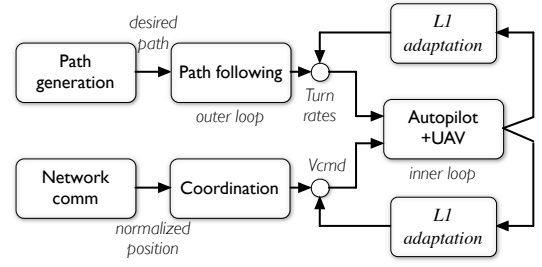 desired
path
L1
adaptation
Path
generation
Path following
outer loop
Turn
rates
Autopilot
+UAV
inner loop
Network
comm
Coordination
Vcmd
normalized
position
L1
adaptation